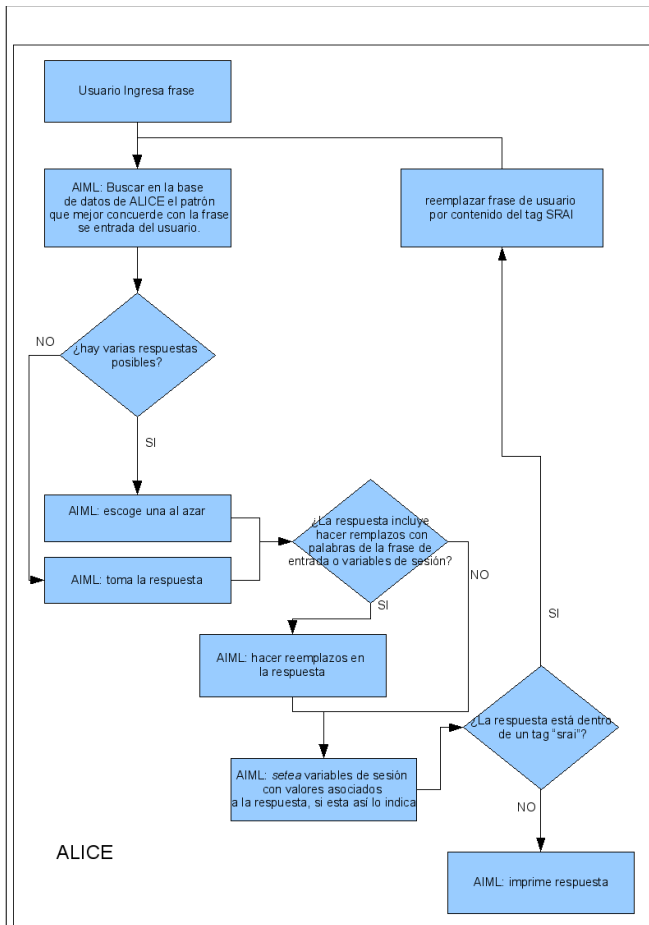 Usuario Ingresa frase
AIML: Buscar en la base
de datos de ALICE el patrón
que mejor concuerde con la frase
se entrada del usuario.
reemplazar frase de usuario
por contenido del tag SRAI
NO
¿hay varias respuestas
posibles?
SI
AIML: escoge una al azar
AIML: toma la respuesta
¿La respuesta incluye
hacer remplazos con
palabras de la frase de
entrada o variables de sesión?
NO
SI
SI
AIML: hacer reemplazos en
la respuesta
¿La respuesta está dentro
de un tag "srai"?
AIML: setea variables de sesión
con valores asociados
a la respuesta, si esta así lo indica
NO
ALICE
AIML: imprime respuesta